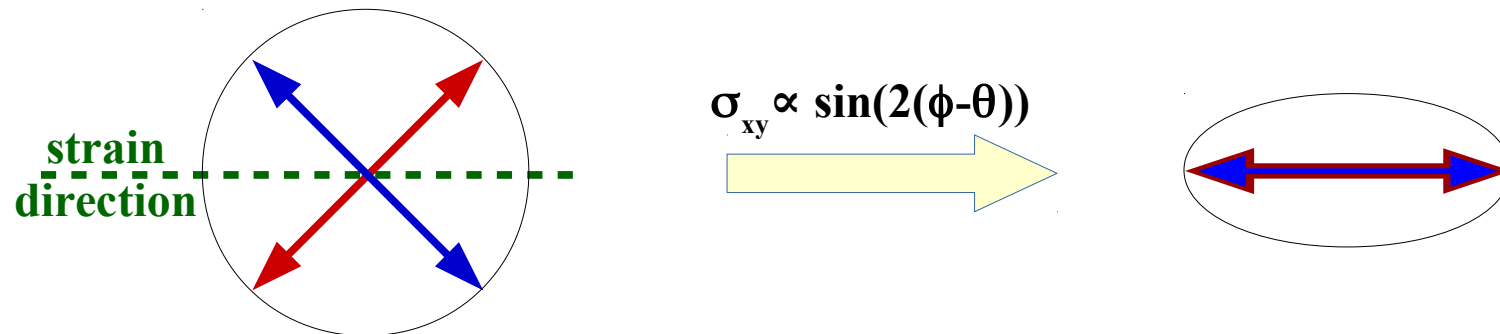 strain
direction
σxy∝ sin(2(ϕ-θ))